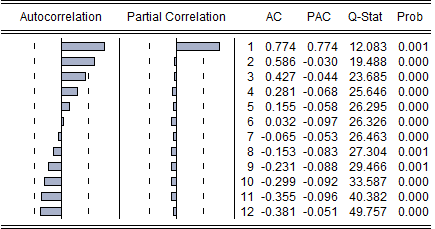 Autocorrelation Partial Correlation AC PAC Q-Stat Prob
1 0.774 0.774 12.083 0.001
2 0.586 -0.030 19.488 0.000
3 0.427 -0.044 23.685 0.000
4 0.281 -0.068 25.646 0.000
5 0.155 -0.058 26.295 0.000
6 0.032 -0.097 26.326 0.000
7 -0.065 -0.053 26.463 0.000
8 -0.153 -0.083 27.304 0.001
9 -0.231 -0.088 29.466 0.001
10 -0.299 -0.092 33.587 0.000
11 -0.355 -0.096 40.382 0.000
12 -0.381 -0.051 49.757 0.000